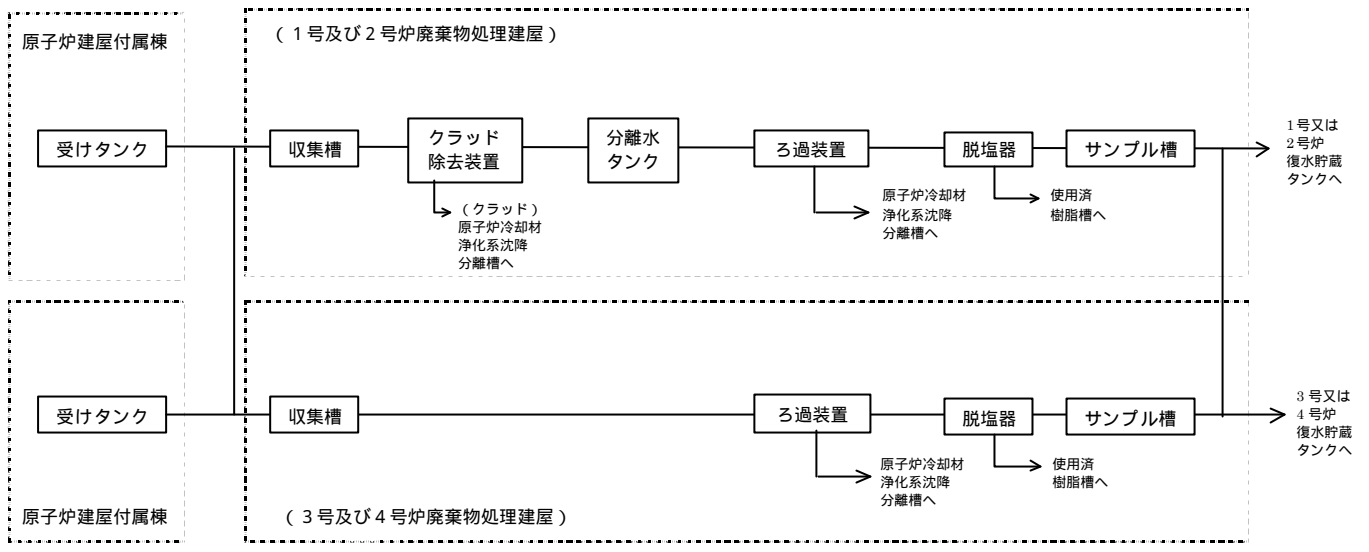 原子炉建屋付属棟
(1号及び2号炉廃棄物処理建屋)
受けタンク
収集槽
クラッド
除去装置
分離水
タンク
ろ過装置
脱塩器
サンプル槽
1号又は
2号炉
復水貯蔵
タンクへ
(クラッド)
原子炉冷却材
浄化系沈降
分離槽へ
原子炉冷却材
浄化系沈降
分離槽へ
使用済
樹脂槽へ
受けタンク
収集槽
ろ過装置
脱塩器
サンプル槽
3号又は
4号炉
復水貯蔵
タンクへ
原子炉冷却材
浄化系沈降
分離槽へ
使用済
樹脂槽へ
原子炉建屋付属棟
(3号及び4号炉廃棄物処理建屋)